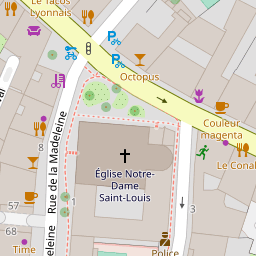 Le Tacos
Lyonnais
Octopus
Couleur
magenta
Rue de la Madeleine
Église Notre-
Dame
Saint-Louis
Le Conal
1
3
57
68
Time
Police